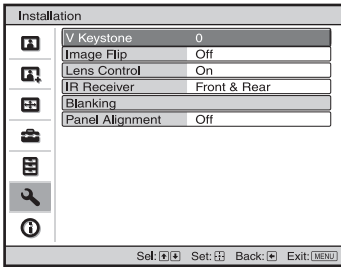 Installation
V Keystone 0
Image Flip Off
Lens Control On
IR Receiver Front & Rear
Blanking
Panel Alignment Off
Sel: Set: Back: Exit: MENU